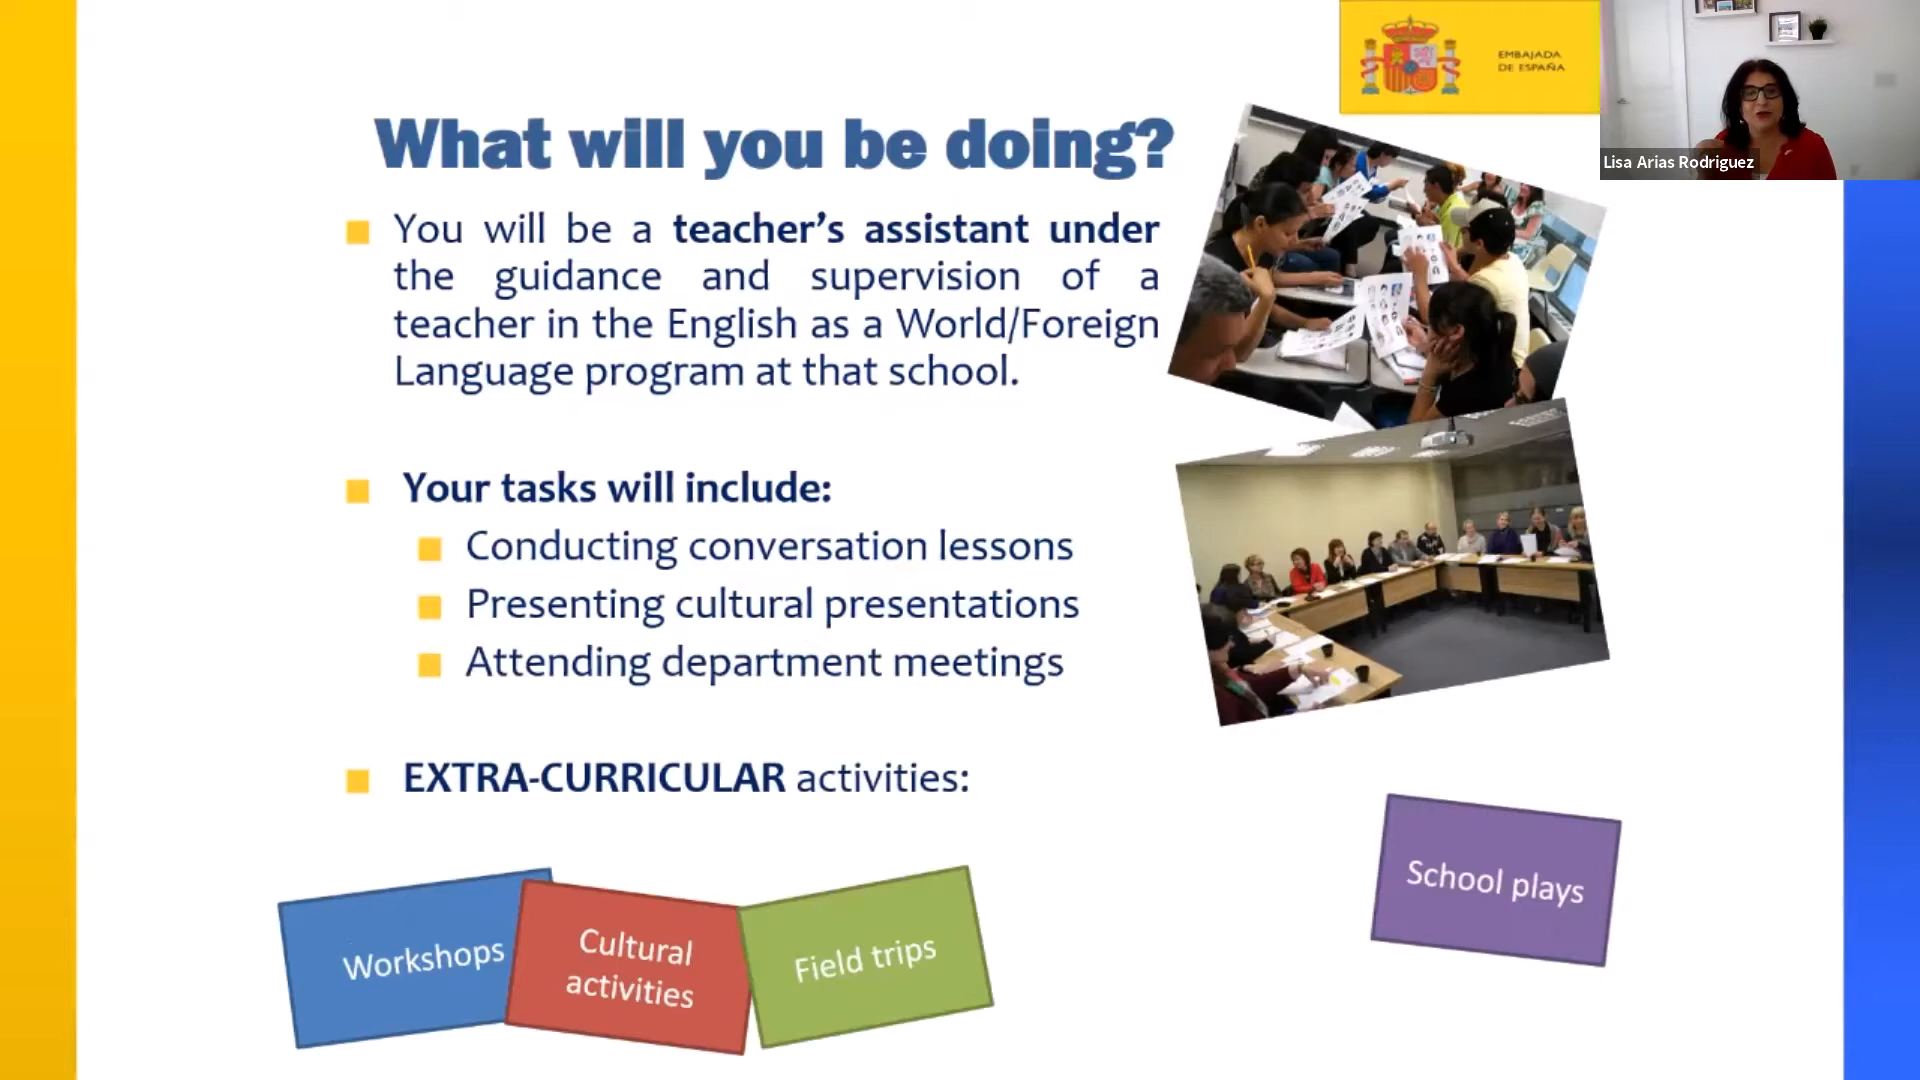 EMBAJADA
DE ESPAÑA
Lisa Arias Rodriguez
What will you be doing?
You will be a teacher’s assistant under
the guidance and supervision of a
teacher in the English as a World/Foreign
Language program at that school.
Your tasks will include:
Conducting conversation lessons
Presenting cultural presentations
Attending department meetings
EXTRA-CURRICULAR activities:
School plays
Workshops
Cultural
activities
Field trips